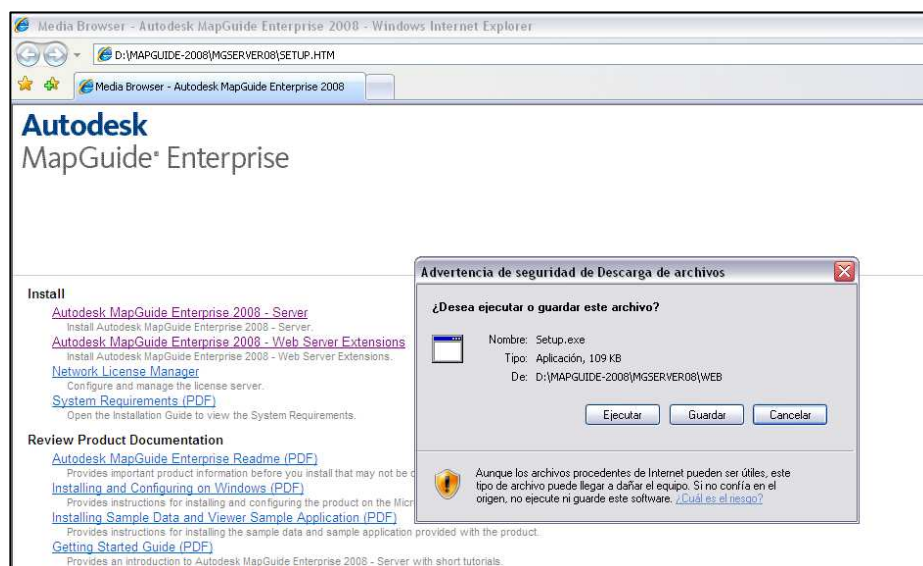 Media Browser - Autodesk MapGuide Enterprise 2008 - Windows Internet Explorer
D:\MAPGUIDE-2008\MGSERVER08\SETUP.HTM
Media Browser - Autodesk MapGuide Enterprise 2008
Autodesk
MapGuide® Enterprise
Install
Autodesk MapGuide Enterprise 2008 - Server
Install Autodesk MapGuide Enterprise 2008 - Server.
Autodesk MapGuide Enterprise 2008 - Web Server Extensions
Install Autodesk MapGuide Enterprise 2008 - Web Server Extensions.
Network License Manager
Configure and manage the license server.
System Requirements (PDF)
Open the Installation Guide to view the System Requirements.
Review Product Documentation
Autodesk MapGuide Enterprise Readme (PDF)
Provides important product information before you install that may not be
Installing and Configuring on Windows (PDF)
Provides instructions for installing and configuring the product on the
Installing Sample Data and Viewer Sample Application (PDF)
Provides instructions for installing the sample data and sample application provided with the product.
Getting Started Guide (PDF)
Provides an introduction to Autodesk MapGuide Enterprise 2008 - Server with short tutorials.
Advertencia de seguridad de Descarga de archivos
¿Desea ejecutar o guardar este archivo?
Nombre: Setup.exe
Tipo: Aplicación, 109 KB
De: D:\MAPGUIDE-2008\MGSERVER08\WEB
Ejecutar Guardar Cancelar
Aunque los archivos procedentes de Internet pueden ser útiles, este
tipo de archivo puede llegar a dañar el equipo. Si no confía en el
origen, no ejecute ni guarde este software. ¿Cuál es el riesgo?